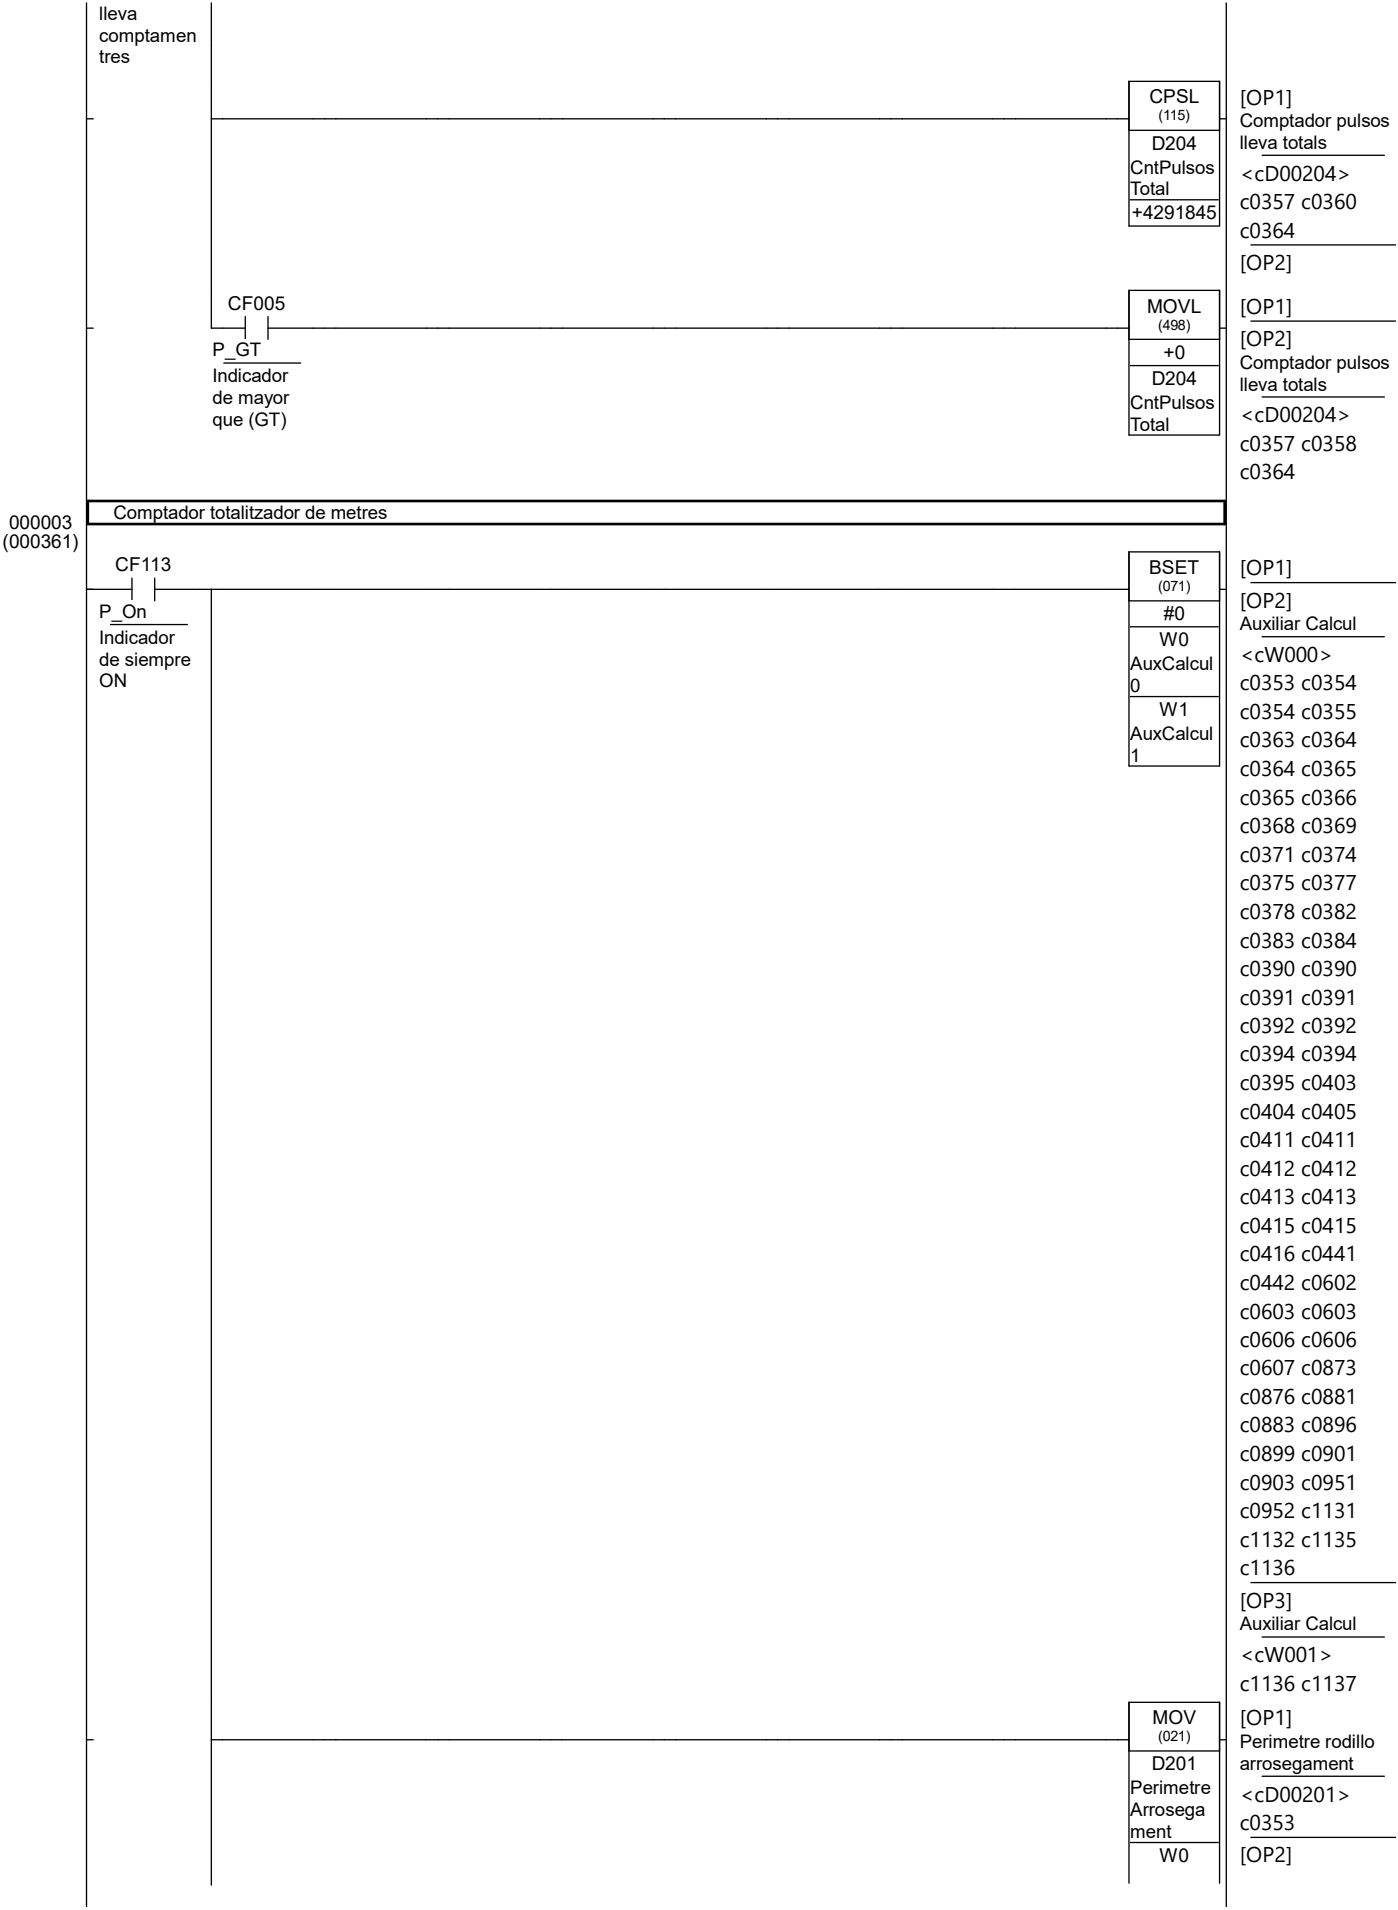 lleva
comptamen
tres
CPSL
(115)
D204
CntPulsos
Total
+4291845
[OP1]
Comptador pulsos
lleva totals
<cD00204>
c0357 c0360
c0364
[OP2]
CF005
P_GT
Indicador
de mayor
que (GT)
MOVL
(498)
+0
D204
CntPulsos
Total
[OP1]
[OP2]
Comptador pulsos
lleva totals
<cD00204>
c0357 c0358
c0364
000003
(000361)
Comptador totalitzador de metres
CF113
P_On
Indicador
de siempre
ON
BSET
(071)
#0
W0
AuxCalcul
0
W1
AuxCalcul
1
[OP1]
[OP2]
Auxiliar Calcul
<cW000>
c0353 c0354
c0354 c0355
c0363 c0364
c0364 c0365
c0365 c0366
c0368 c0369
c0371 c0374
c0375 c0377
c0378 c0382
c0383 c0384
c0390 c0390
c0391 c0391
c0392 c0392
c0394 c0394
c0395 c0403
c0404 c0405
c0411 c0411
c0412 c0412
c0413 c0413
c0415 c0415
c0416 c0441
c0442 c0602
c0603 c0603
c0606 c0606
c0607 c0873
c0876 c0881
c0883 c0896
c0899 c0901
c0903 c0951
c0952 c1131
c1132 c1135
c1136
[OP3]
Auxiliar Calcul
<cW001>
c1136 c1137
MOV
(021)
D201
Perimetre
Arrosega
ment
W0
[OP1]
Perimetre rodillo
arrosegament
<cD00201>
c0353
[OP2]